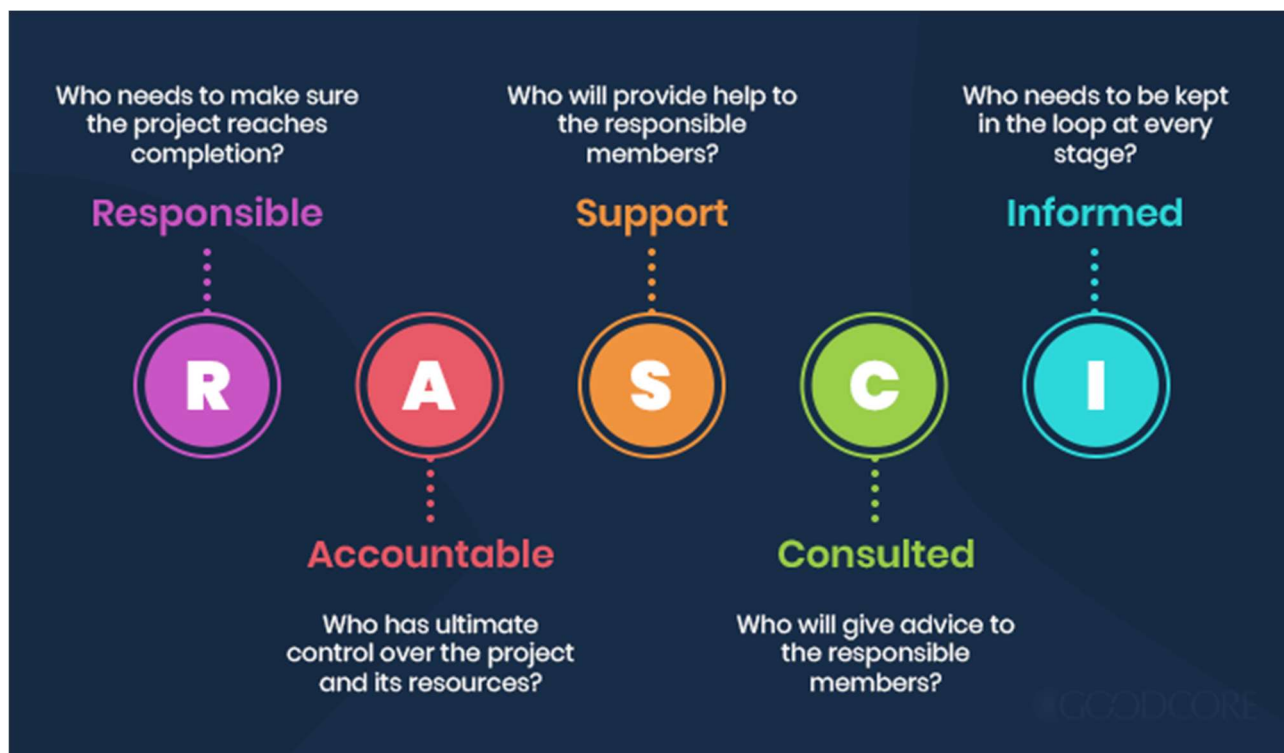 Who needs to make sure
the project reaches
completion?
Responsible
Who will provide help to
the responsible
members?
Support
Who needs to be kept
in the loop at every
stage?
Informed
R
A
S
C
I
Accountable
Who has ultimate
control over the project
and its resources?
Consulted
Who will give advice to
the responsible
members?
GOODCORE